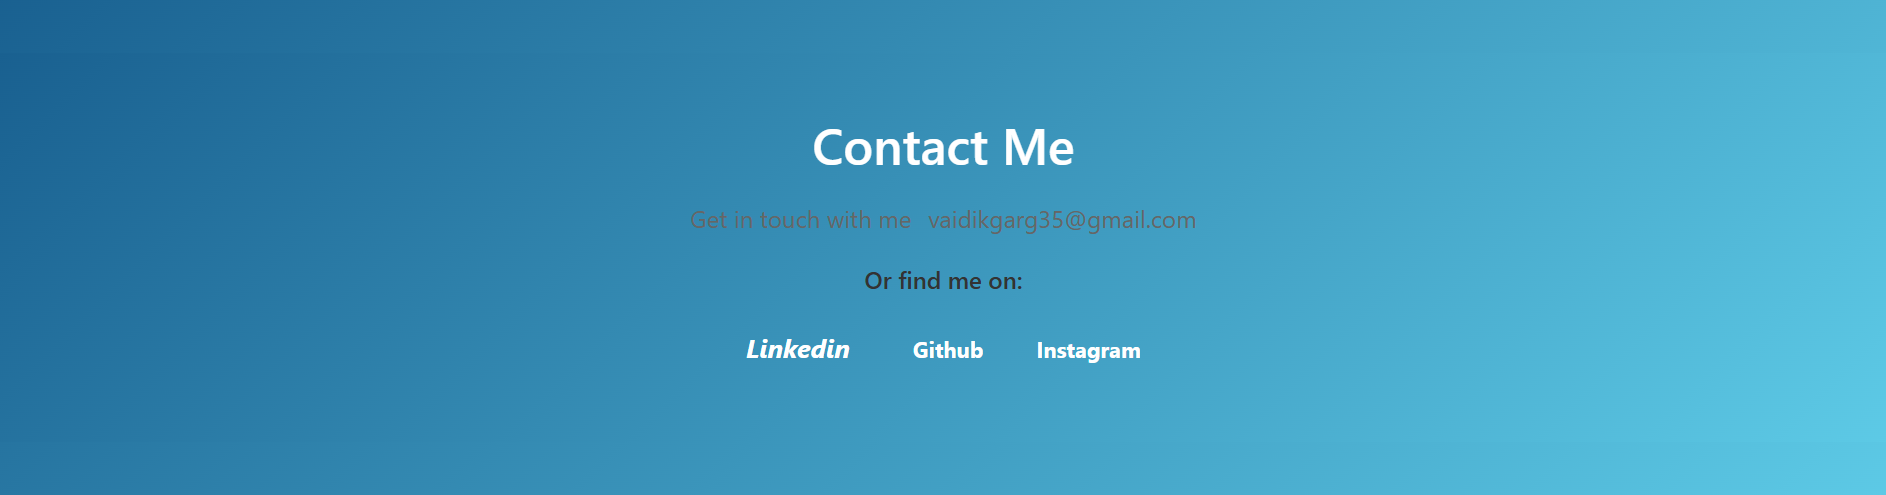 Contact Me
Get in touch with me vaidikgarg35@gmail.com
Or find me on:
Linkedin Github Instagram